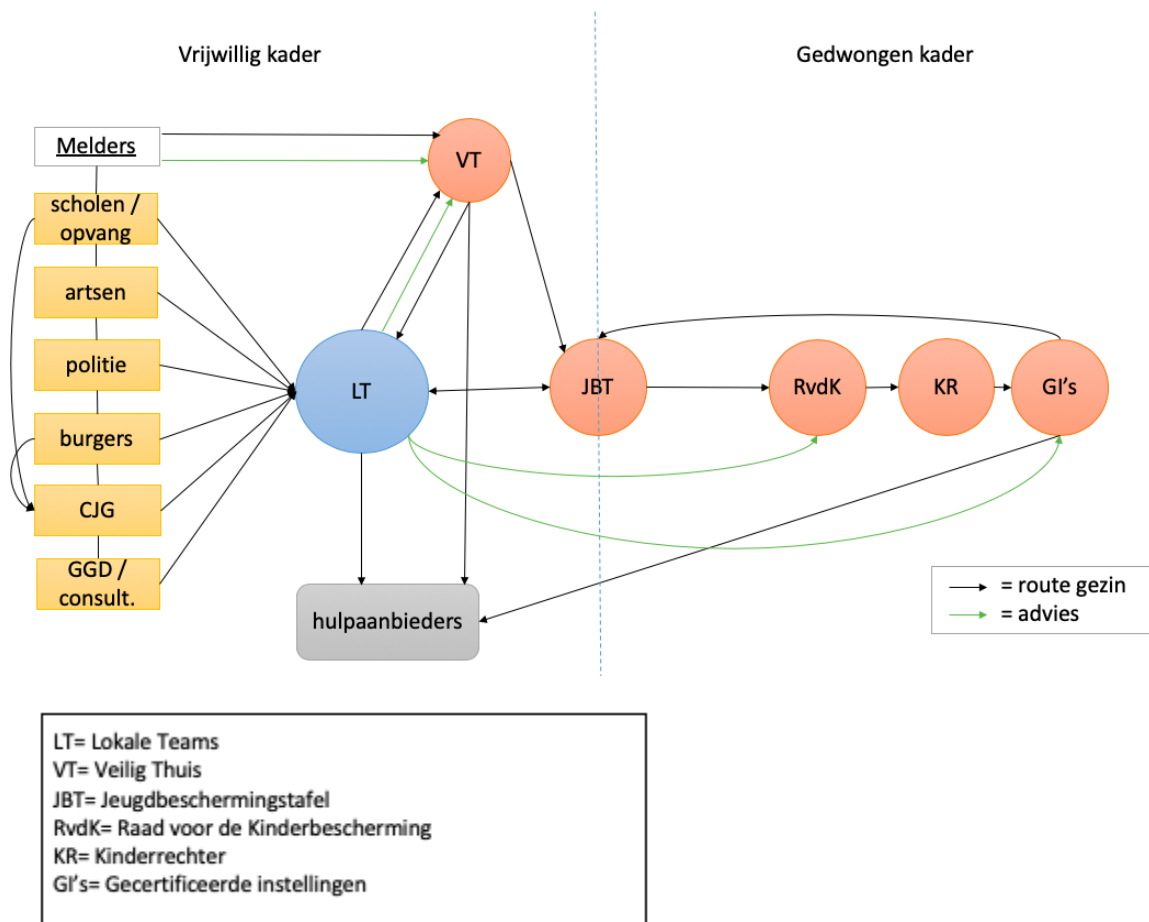 Vrijwillig kader
Gedwongen kader
Melders
scholen /
opvang
artsen
politie
burgers
CJG
GGD /
consult.
VT
LT
JBT
RvdK
KR
GI's
hulpaanbieders
= route gezin
= advies
LT= Lokale Teams
VT= Veilig Thuis
JBT= Jeugdbeschermingstafel
RvdK= Raad voor de Kinderbescherming
KR= Kinderrechter
GI's= Gecertificeerde instellingen